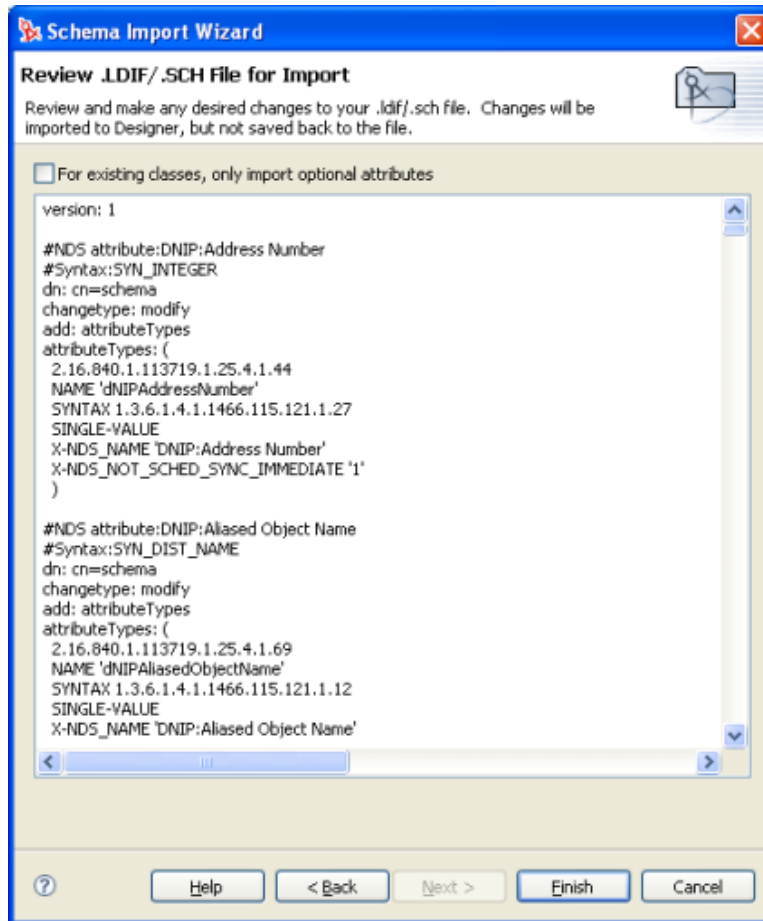 Schema Import Wizard
Review .LDIF/.SCH File for Import
Review and make any desired changes to your .ldif/.sch file.  Changes will be
imported to Designer, but not saved back to the file.
For existing classes, only import optional attributes
version: 1
#NDS attribute:DNIP:Address Number
#Syntax:SYN_INTEGER
dn: cn=schema
changetype: modify
add: attributeTypes
attributeTypes: (
2.16.840.1.113719.1.25.4.1.44
NAME 'dNIPAddressNumber'
SYNTAX 1.3.6.1.4.1.1466.115.121.1.27
SINGLE-VALUE
X-NDS_NAME 'DNIP:Address Number'
X-NDS_NOT_SCHED_SYNC_IMMEDIATE '1'
)
#NDS attribute:DNIP:Aliased Object Name
#Syntax:SYN_DIST_NAME
dn: cn=schema
changetype: modify
add: attributeTypes
attributeTypes: (
2.16.840.1.113719.1.25.4.1.69
NAME 'dNIPAliasedObjectName'
SYNTAX 1.3.6.1.4.1.1466.115.121.1.12
SINGLE-VALUE
X-NDS_NAME 'DNIP:Aliased Object Name'
? Help < Back Next > Finish Cancel